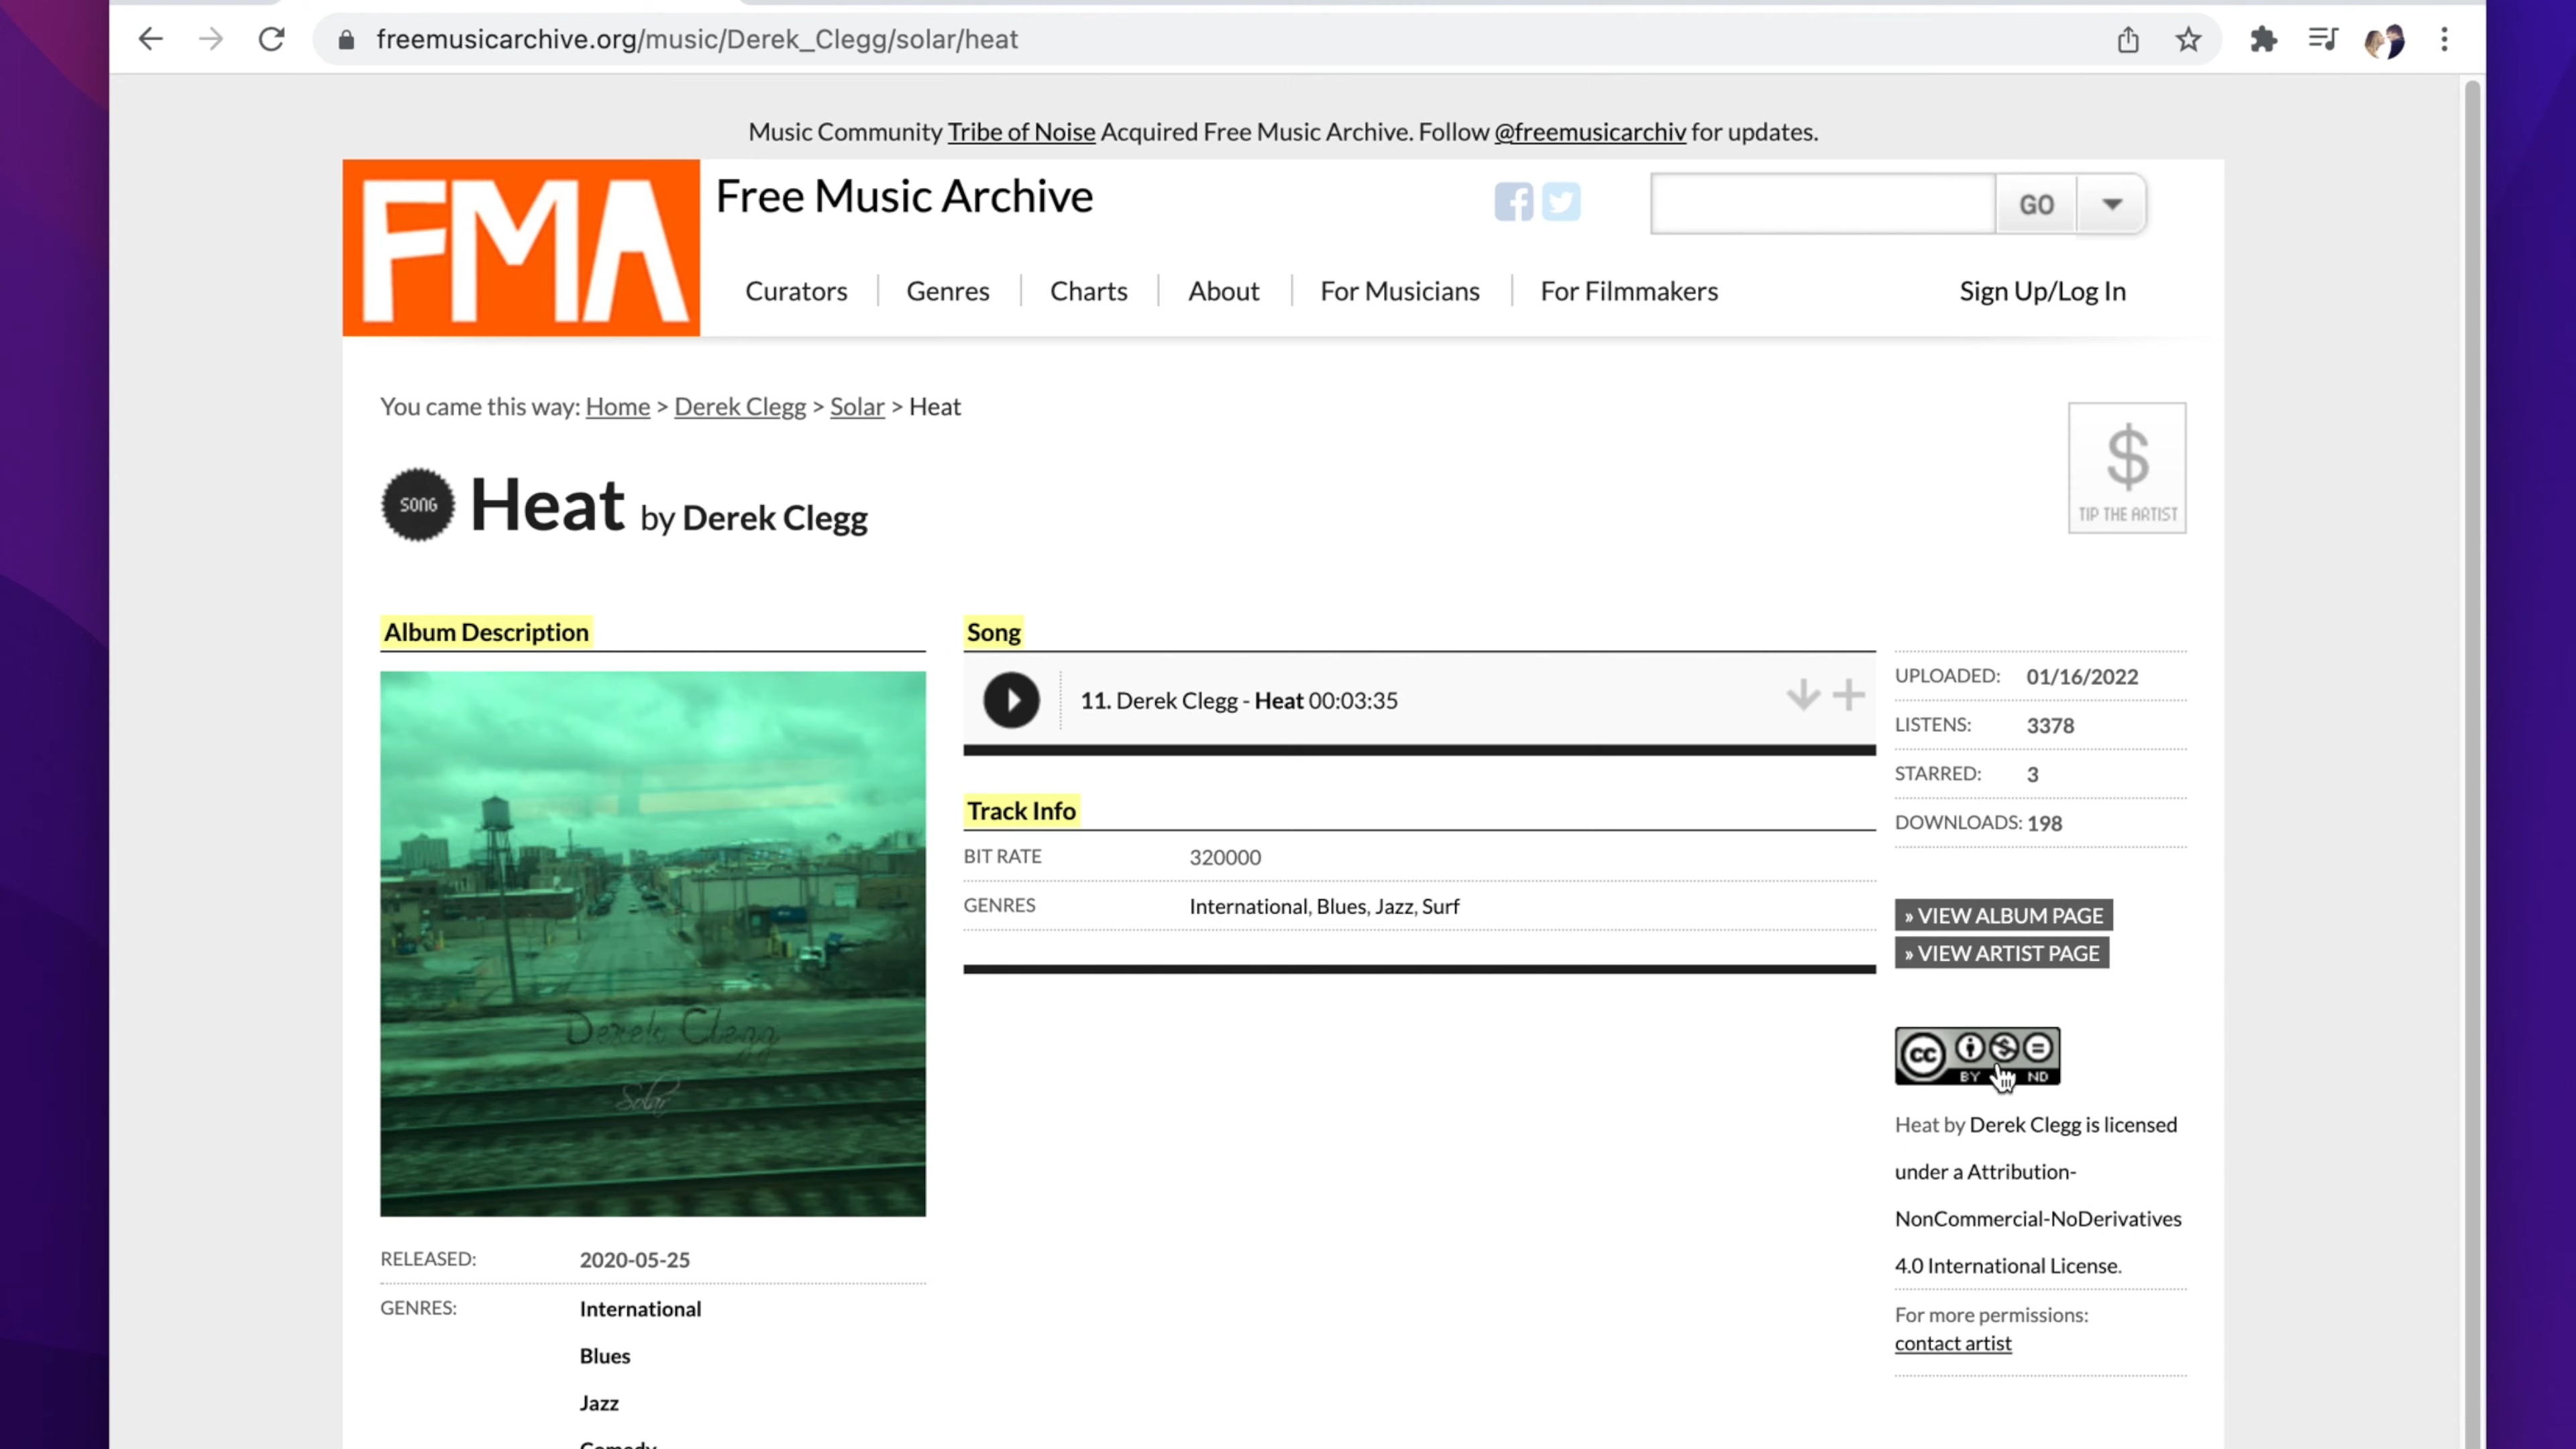 freemusicarchive.org/music/Derek_Clegg/solar/heat
Music Community Tribe of Noise Acquired Free Music Archive. Follow @freemusicarchiv for updates.
FMA
Free Music Archive
GO
Curators
Genres
Charts
About
For Musicians
For Filmmakers
Sign Up/Log In
You came this way: Home > Derek Clegg > Solar > Heat
$
TIP THE ARTIST
SONG
Heat by Derek Clegg
Album Description
Derek Clegg
Solar
RELEASED: 2020-05-25
GENRES: International
Blues
Jazz
Comedy
Song
11. Derek Clegg - Heat 00:03:35
Track Info
BIT RATE 320000
GENRES International, Blues, Jazz, Surf
UPLOADED: 01/16/2022
LISTENS: 3378
STARRED: 3
DOWNLOADS: 198
» VIEW ALBUM PAGE
» VIEW ARTIST PAGE
cc
BY ND
Heat by Derek Clegg is licensed
under a Attribution-
NonCommercial-NoDerivatives
4.0 International License.
For more permissions:
contact artist